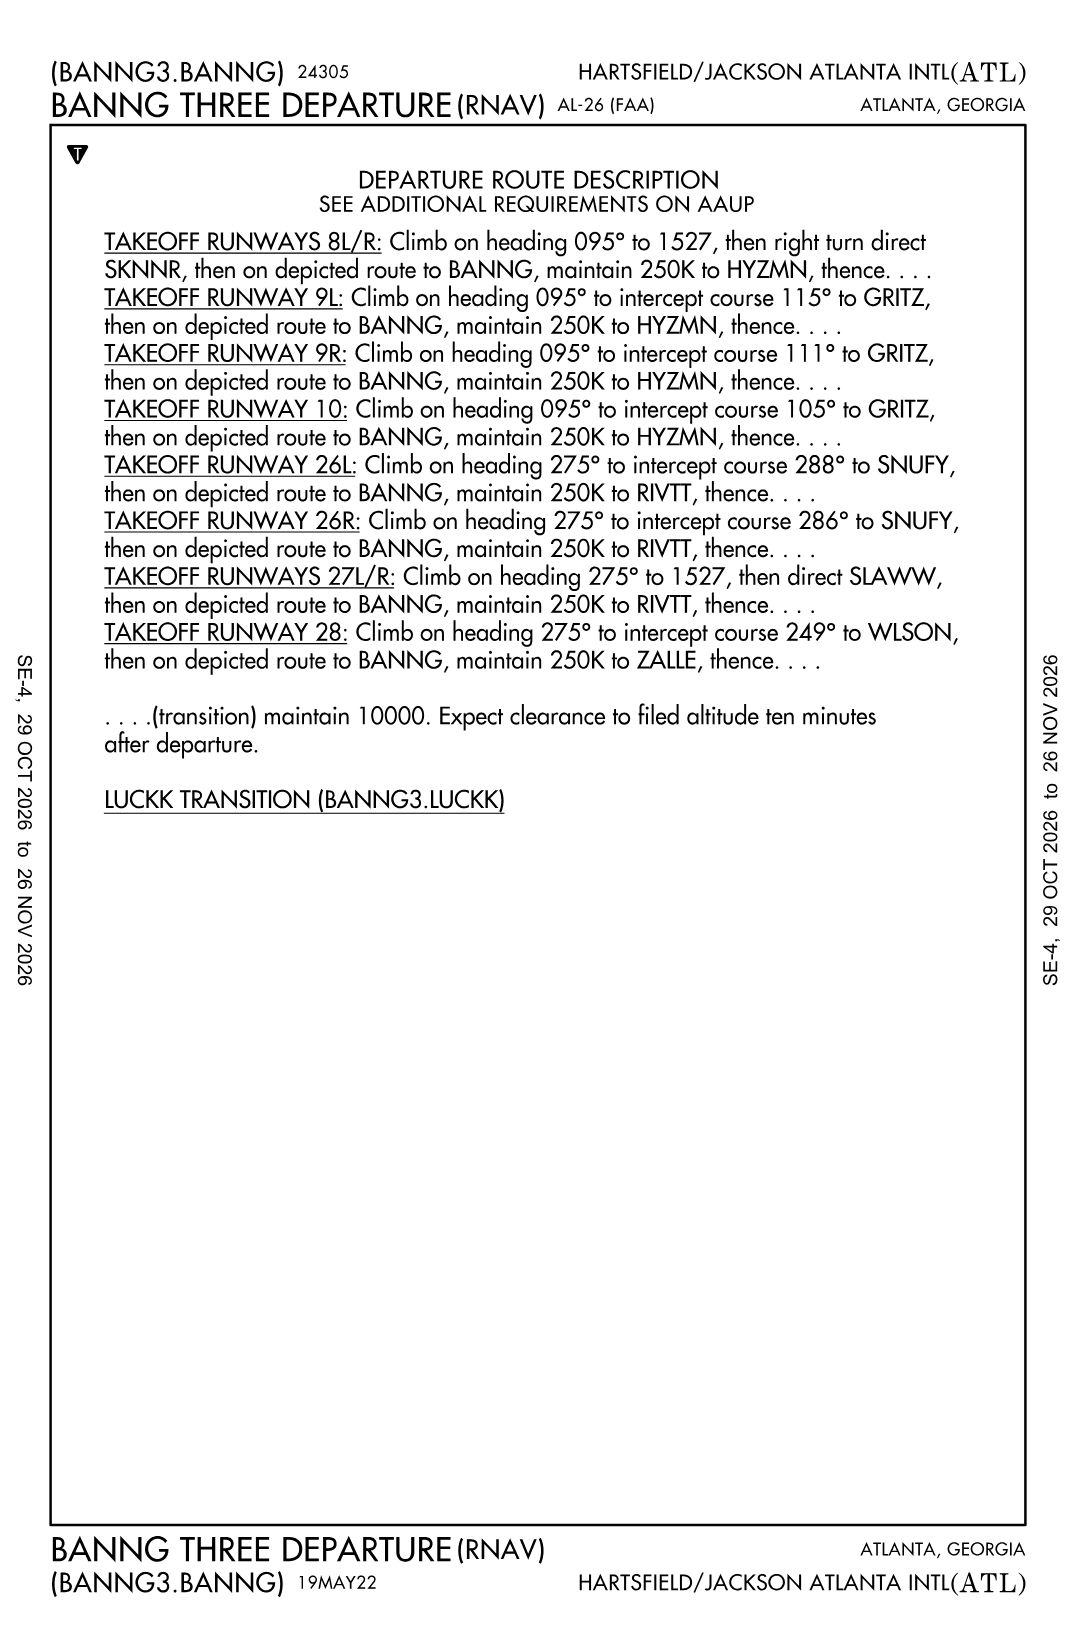 (BANNG3.BANNG) 24305 HARTSFIELD/JACKSON ATLANTA INTL(ATL)
BANNG THREE DEPARTURE(RNAV) AL-26 (FAA) ATLANTA, GEORGIA
T
DEPARTURE ROUTE DESCRIPTION
SEE ADDITIONAL REQUIREMENTS ON AAUP
TAKEOFF RUNWAYS 8L/R: Climb on heading 095° to 1527, then right turn direct
SKNNR, then on depicted route to BANNG, maintain 250K to HYZMN, thence. . . .
TAKEOFF RUNWAY 9L: Climb on heading 095° to intercept course 115° to GRITZ,
then on depicted route to BANNG, maintain 250K to HYZMN, thence. . . .
TAKEOFF RUNWAY 9R: Climb on heading 095° to intercept course 111° to GRITZ,
then on depicted route to BANNG, maintain 250K to HYZMN, thence. . . .
TAKEOFF RUNWAY 10: Climb on heading 095° to intercept course 105° to GRITZ,
then on depicted route to BANNG, maintain 250K to HYZMN, thence. . . .
TAKEOFF RUNWAY 26L: Climb on heading 275° to intercept course 288° to SNUFY,
then on depicted route to BANNG, maintain 250K to RIVTT, thence. . . .
TAKEOFF RUNWAY 26R: Climb on heading 275° to intercept course 286° to SNUFY,
then on depicted route to BANNG, maintain 250K to RIVTT, thence. . . .
TAKEOFF RUNWAYS 27L/R: Climb on heading 275° to 1527, then direct SLAWW,
then on depicted route to BANNG, maintain 250K to RIVTT, thence. . . .
TAKEOFF RUNWAY 28: Climb on heading 275° to intercept course 249° to WLSON,
then on depicted route to BANNG, maintain 250K to ZALLE, thence. . . .
. . . .(transition) maintain 10000. Expect clearance to filed altitude ten minutes
after departure.
LUCKK TRANSITION (BANNG3.LUCKK)
SE-4, 29 OCT 2026 to 26 NOV 2026
SE-4, 29 OCT 2026 to 26 NOV 2026
BANNG THREE DEPARTURE(RNAV) ATLANTA, GEORGIA
(BANNG3.BANNG) 19MAY22 HARTSFIELD/JACKSON ATLANTA INTL(ATL)